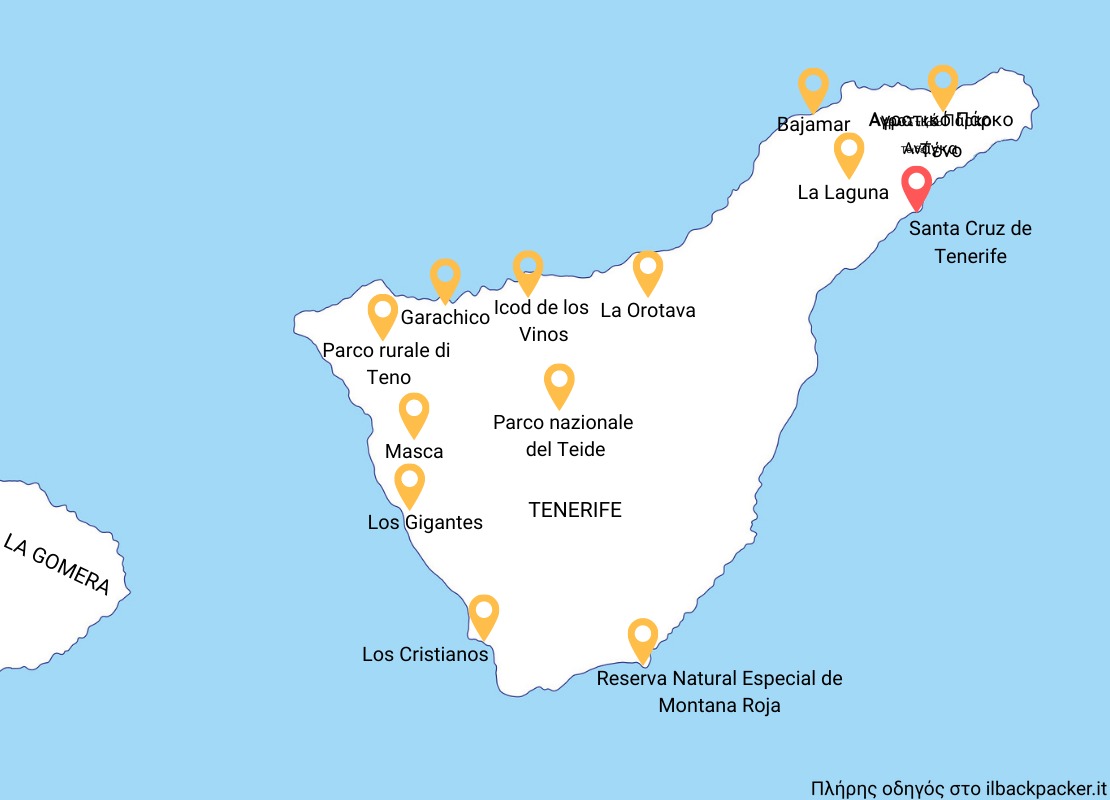 Bajamar
La Laguna
Santa Cruz de
Tenerife
Garachico
Icod de los
Vinos
La Orotava
Parco rurale di
Teno
Parco nazionale
del Teide
Masca
TENERIFE
Los Gigantes
LA GOMERA
Los Cristianos
Reserva Natural Especial de
Montana Roja
Πλήρης οδηγός στο ilbackpacker.it